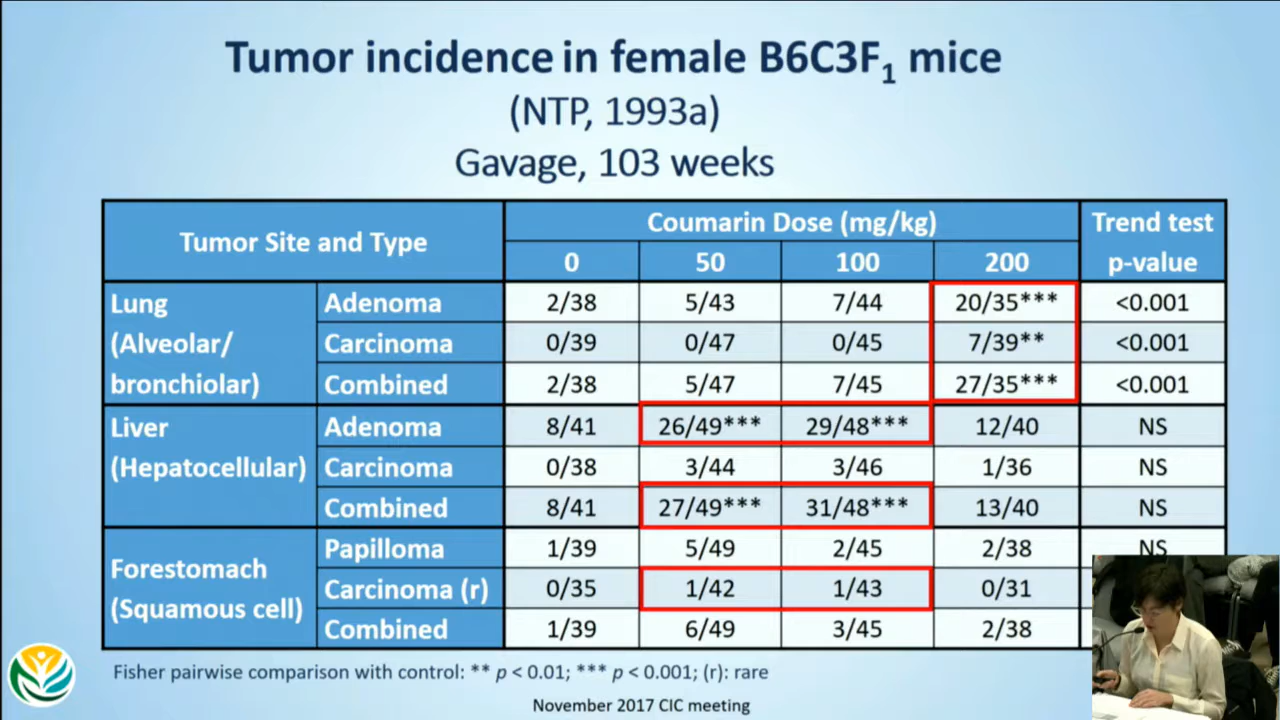 Tumor incidence in female B6C3F1 mice
(NTP, 1993a)
Gavage, 103 weeks
Tumor Site and Type Coumarin Dose (mg/kg) Trend test p-value
0 50 100 200
Lung (Alveolar/ bronchiolar) Adenoma 2/38 5/43 7/44 20/35*** <0.001
Carcinoma 0/39 0/47 0/45 7/39** <0.001
Combined 2/38 5/47 7/45 27/35*** <0.001
Liver (Hepatocellular) Adenoma 8/41 26/49*** 29/48*** 12/40 NS
Carcinoma 0/38 3/44 3/46 1/36 NS
Combined 8/41 27/49*** 31/48*** 13/40 NS
Forestomach (Squamous cell) Papilloma 1/39 5/49 2/45 2/38 NS
Carcinoma (r) 0/35 1/42 1/43 0/31
Combined 1/39 6/49 3/45 2/38
Fisher pairwise comparison with control: ** p < 0.01; *** p < 0.001; (r): rare
November 2017 CIC meeting